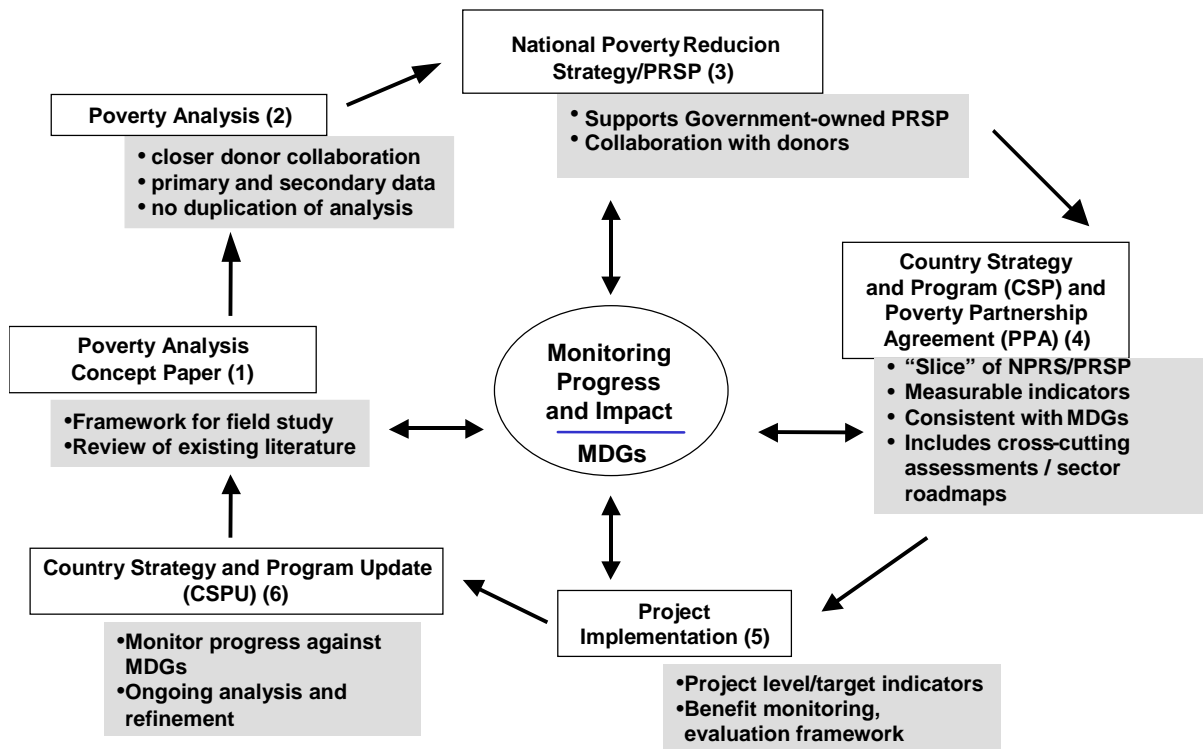 National Poverty Reducion
Strategy/PRSP (3)
• Supports Government-owned PRSP
• Collaboration with donors
Poverty Analysis (2)
• closer donor collaboration
• primary and secondary data
• no duplication of analysis
Country Strategy
and Program (CSP) and
Poverty Partnership
Agreement (PPA) (4)
• “Slice” of NPRS/PRSP
• Measurable indicators
• Consistent with MDGs
• Includes cross-cutting
assessments / sector
roadmaps
Poverty Analysis
Concept Paper (1)
•Framework for field study
•Review of existing literature
Monitoring
Progress
and Impact
MDGs
Country Strategy and Program Update
(CSPU) (6)
•Monitor progress against
MDGs
•Ongoing analysis and
refinement
Project
Implementation (5)
•Project level/target indicators
•Benefit monitoring,
evaluation framework